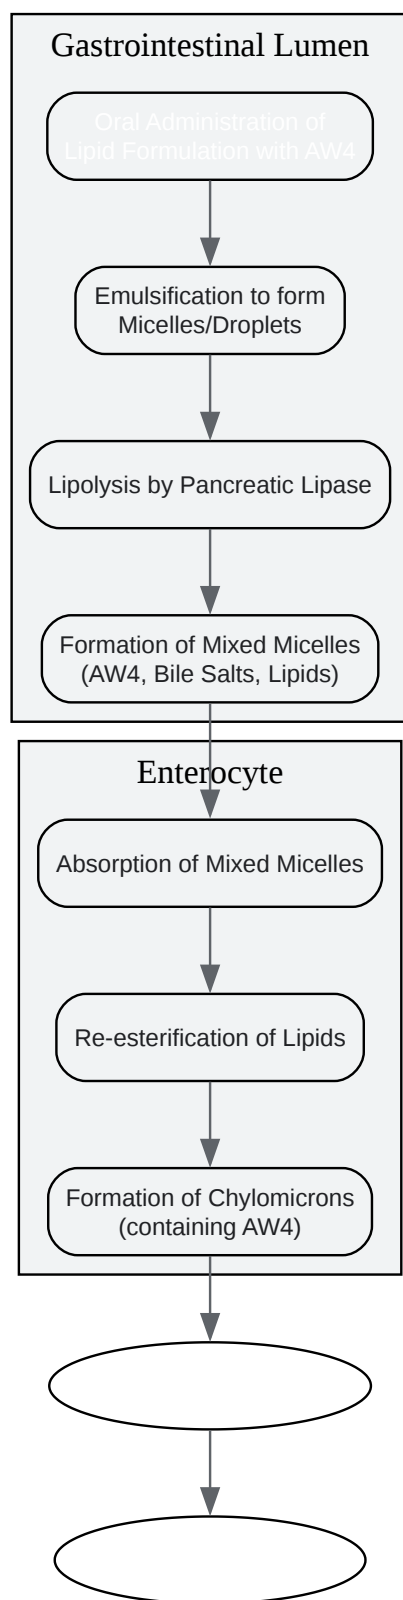 Gastrointestinal Lumen
Oral Administration of
Lipid Formulation with AW4
Emulsification to form
Micelles/Droplets
Lipolysis by Pancreatic Lipase
Formation of Mixed Micelles
(AW4, Bile Salts, Lipids)
Enterocyte
Absorption of Mixed Micelles
Re-esterification of Lipids
Formation of Chylomicrons
(containing AW4)